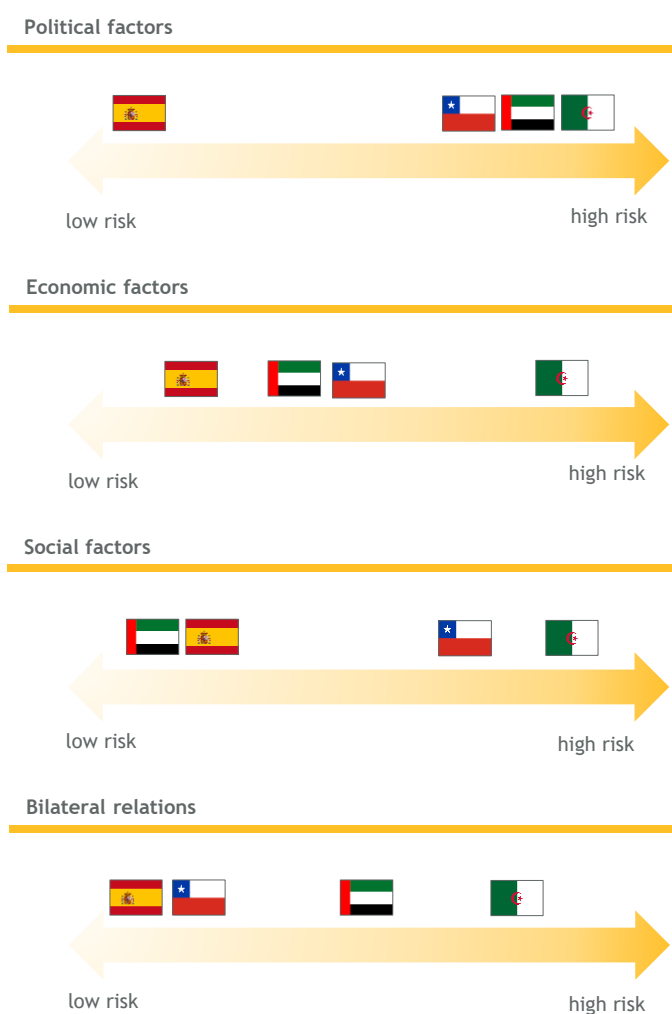 Political factors
low risk
high risk
Economic factors
low risk
high risk
Social factors
low risk
high risk
Bilateral relations
low risk
high risk